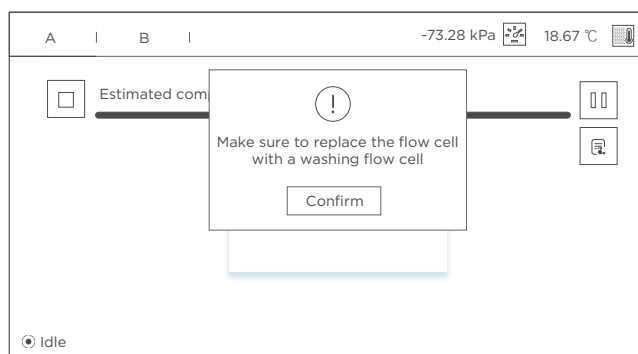 A | B |
-73.28 kPa
18.67 ℃
Estimated com
Make sure to replace the flow cell
with a washing flow cell
Confirm
Idle